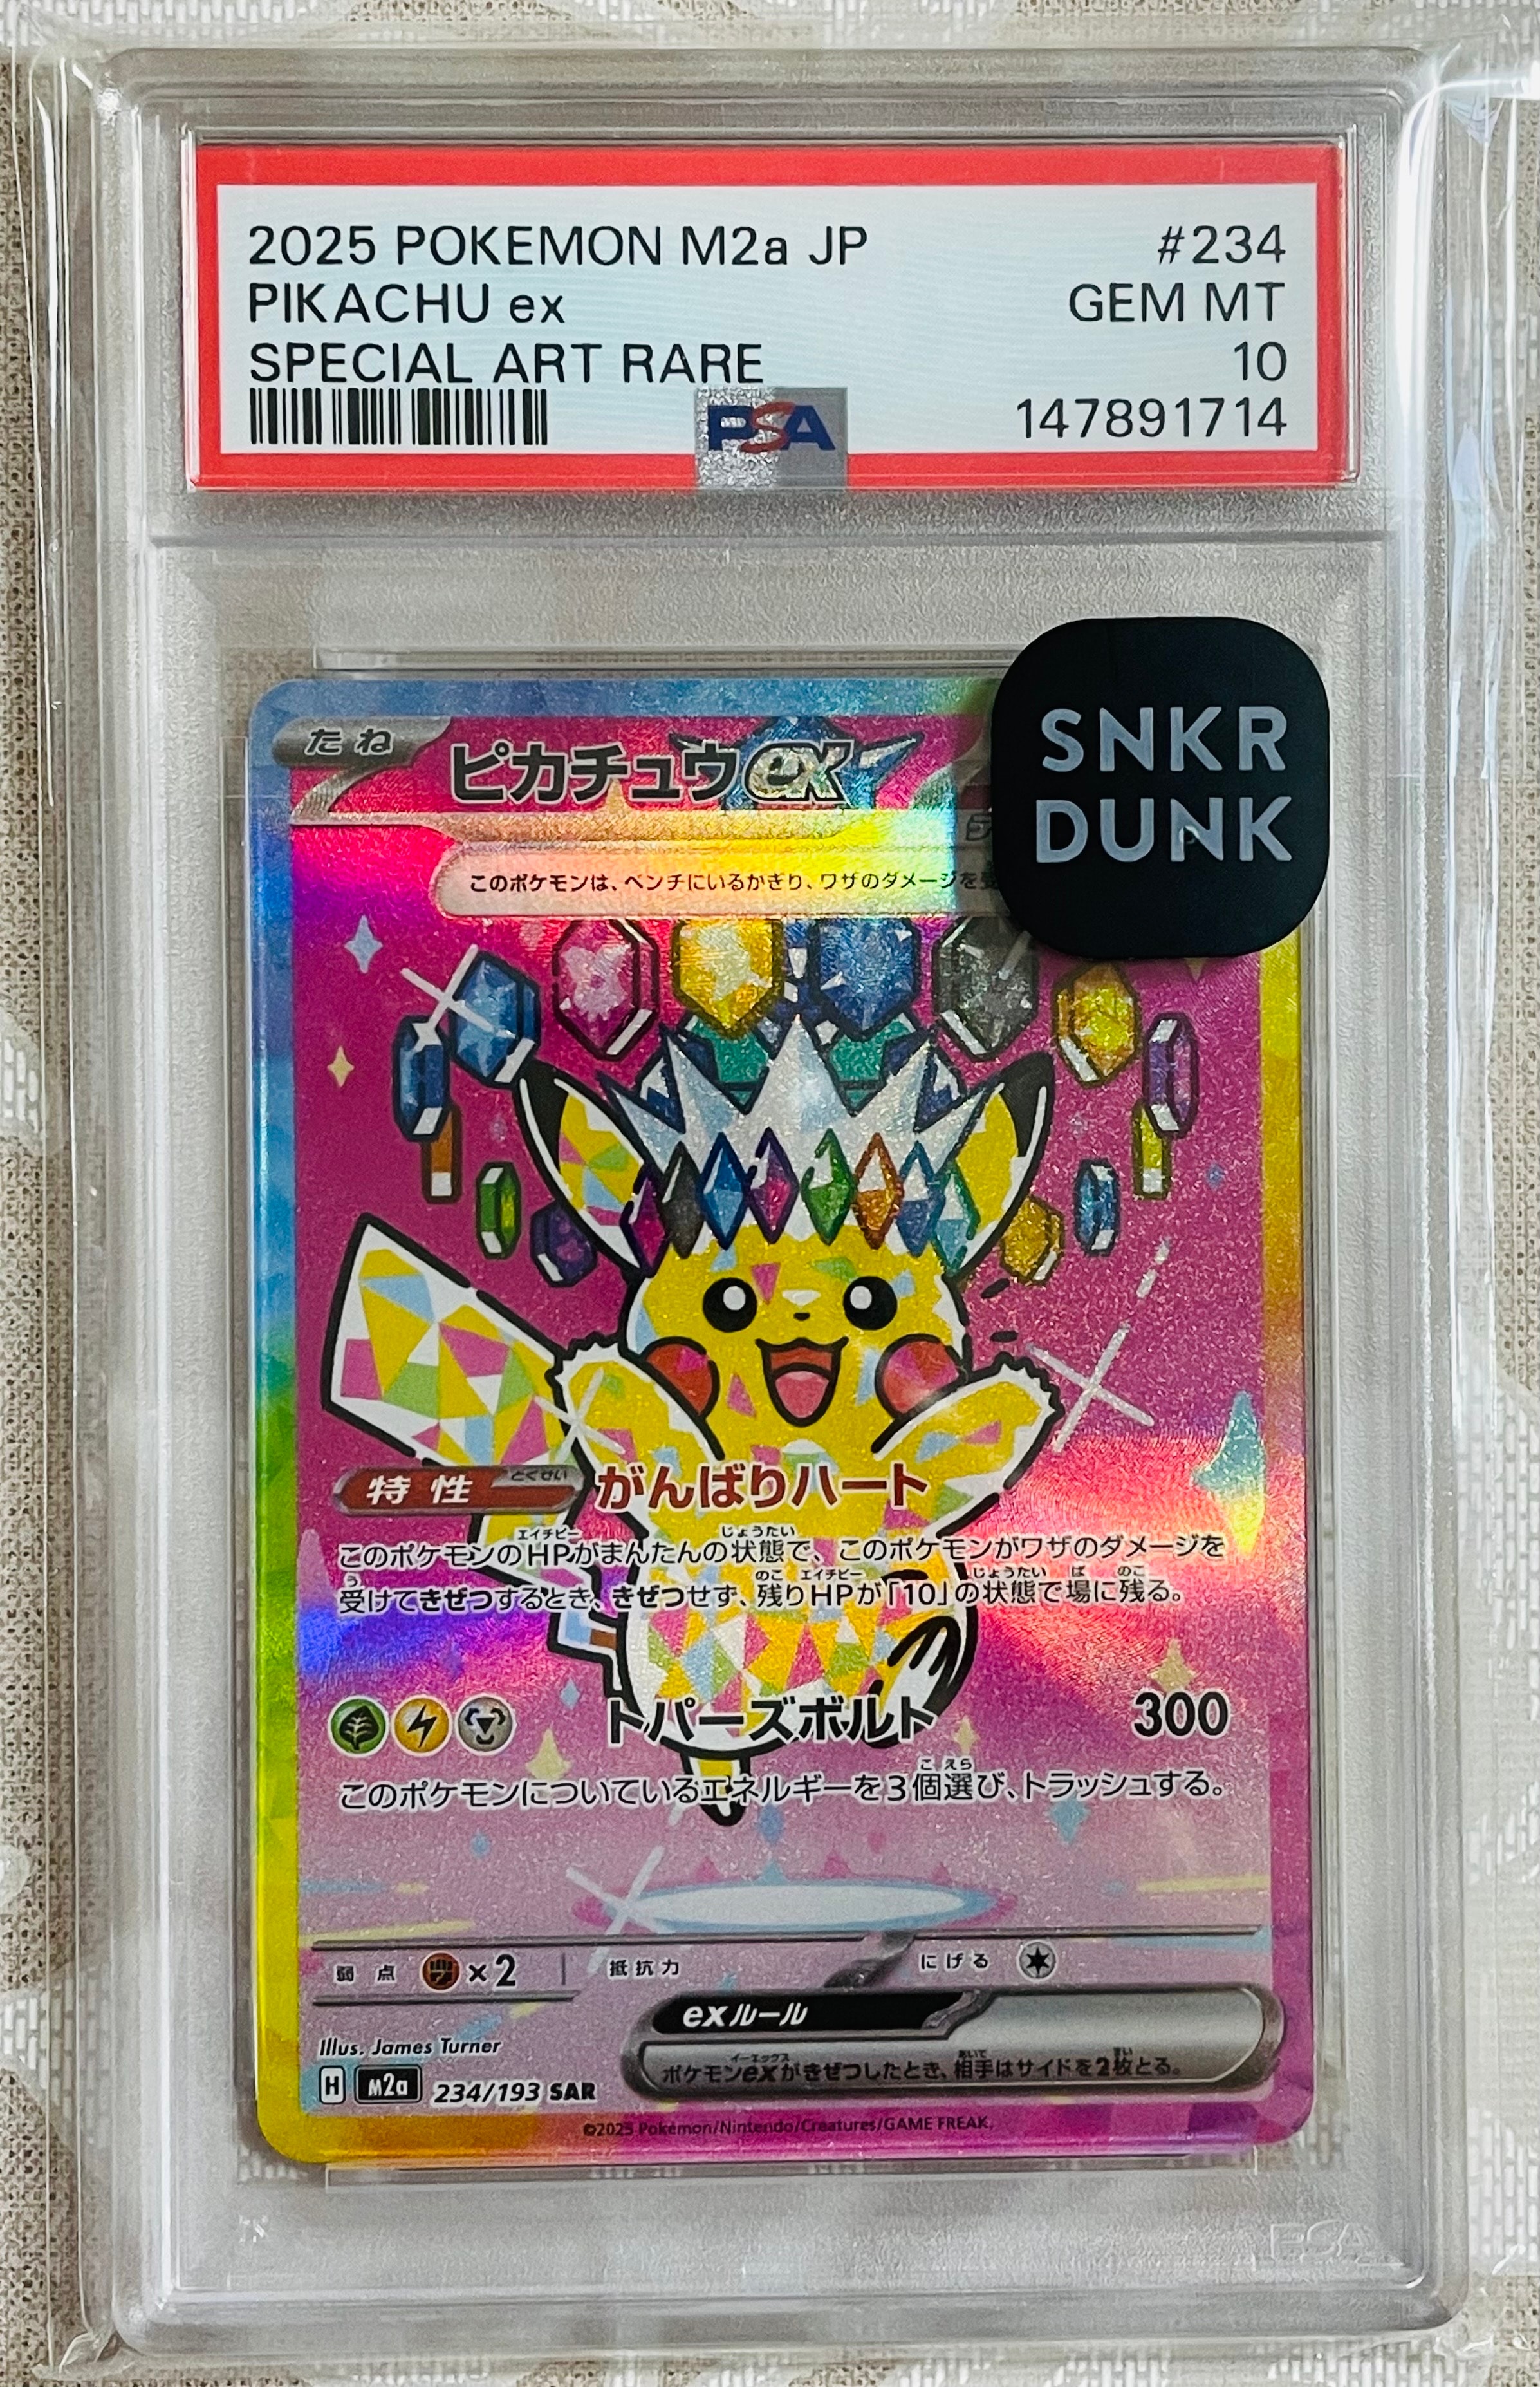 2025 POKEMON M2a JP #234
PIKACHU ex GEM MT
SPECIAL ART RARE 10
PSA 147891714
SNKR
DUNK
たね
ピカチュウex
このポケモンは、ベンチにいるかぎり、ワザのダメージを
特性 とくせい がんばりハート
エイチピー じょうたい
このポケモンのHPがまんたんの状態で、このポケモンがワザのダメージを
う のこ エイチピー じょうたい ば のこ
受けてきぜつするとき、きぜつせず、残りHPが「10」の状態で場に残る。
トパーズボルト 300
こ えら
このポケモンについているエネルギーを3個選び、トラッシュする。
弱点 ×2 抵抗力 にげる
exルール
イーエックス あいて まい
ポケモンexがきぜつしたとき、相手はサイドを2枚とる。
Illus. James Turner
H M2a 234/193 SAR
©2025 Pokémon/Nintendo/Creatures/GAME FREAK.
PSA